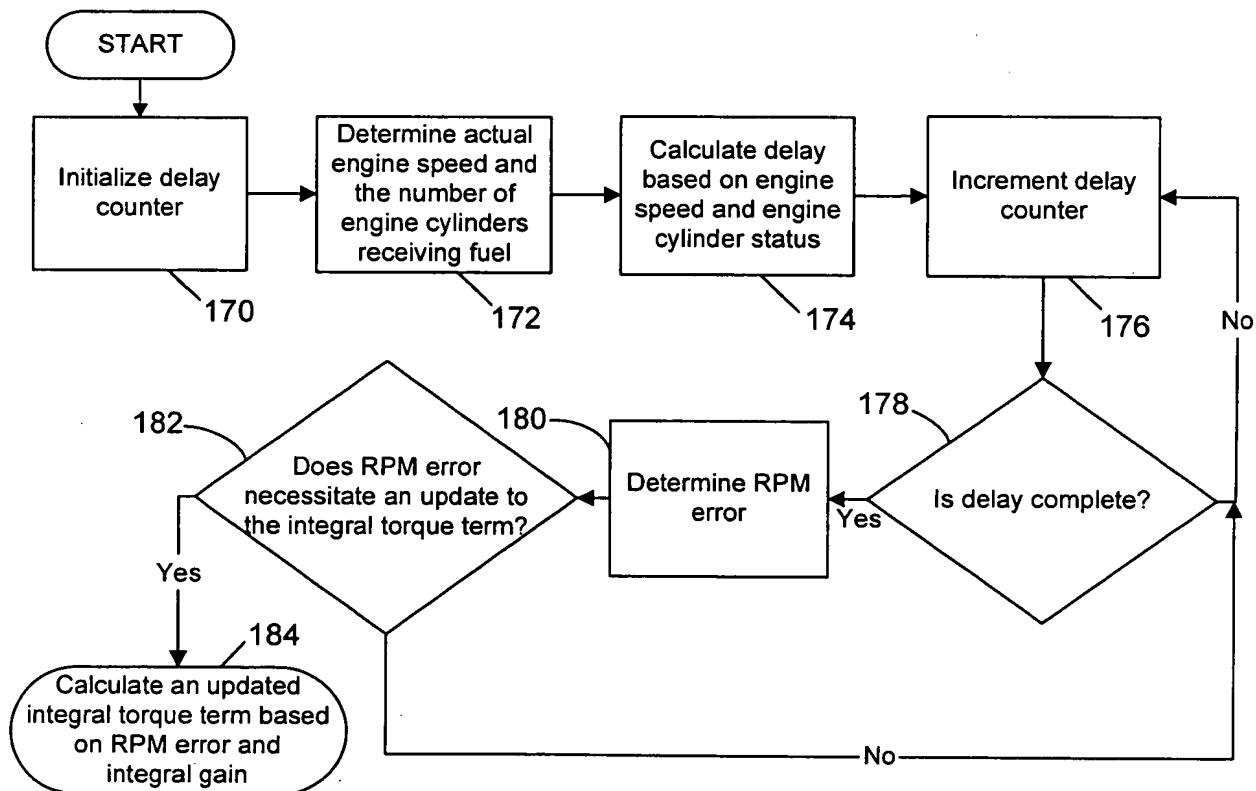 START
Initialize delay
counter
170
Determine actual
engine speed and
the number of
engine cylinders
receiving fuel
172
Calculate delay
based on engine
speed and engine
cylinder status
174
Increment delay
counter
176
No
178
Is delay complete?
Yes
180
Determine RPM
error
182
Does RPM error
necessitate an update to
the integral torque term?
Yes
No
184
Calculate an updated
integral torque term based
on RPM error and
integral gain